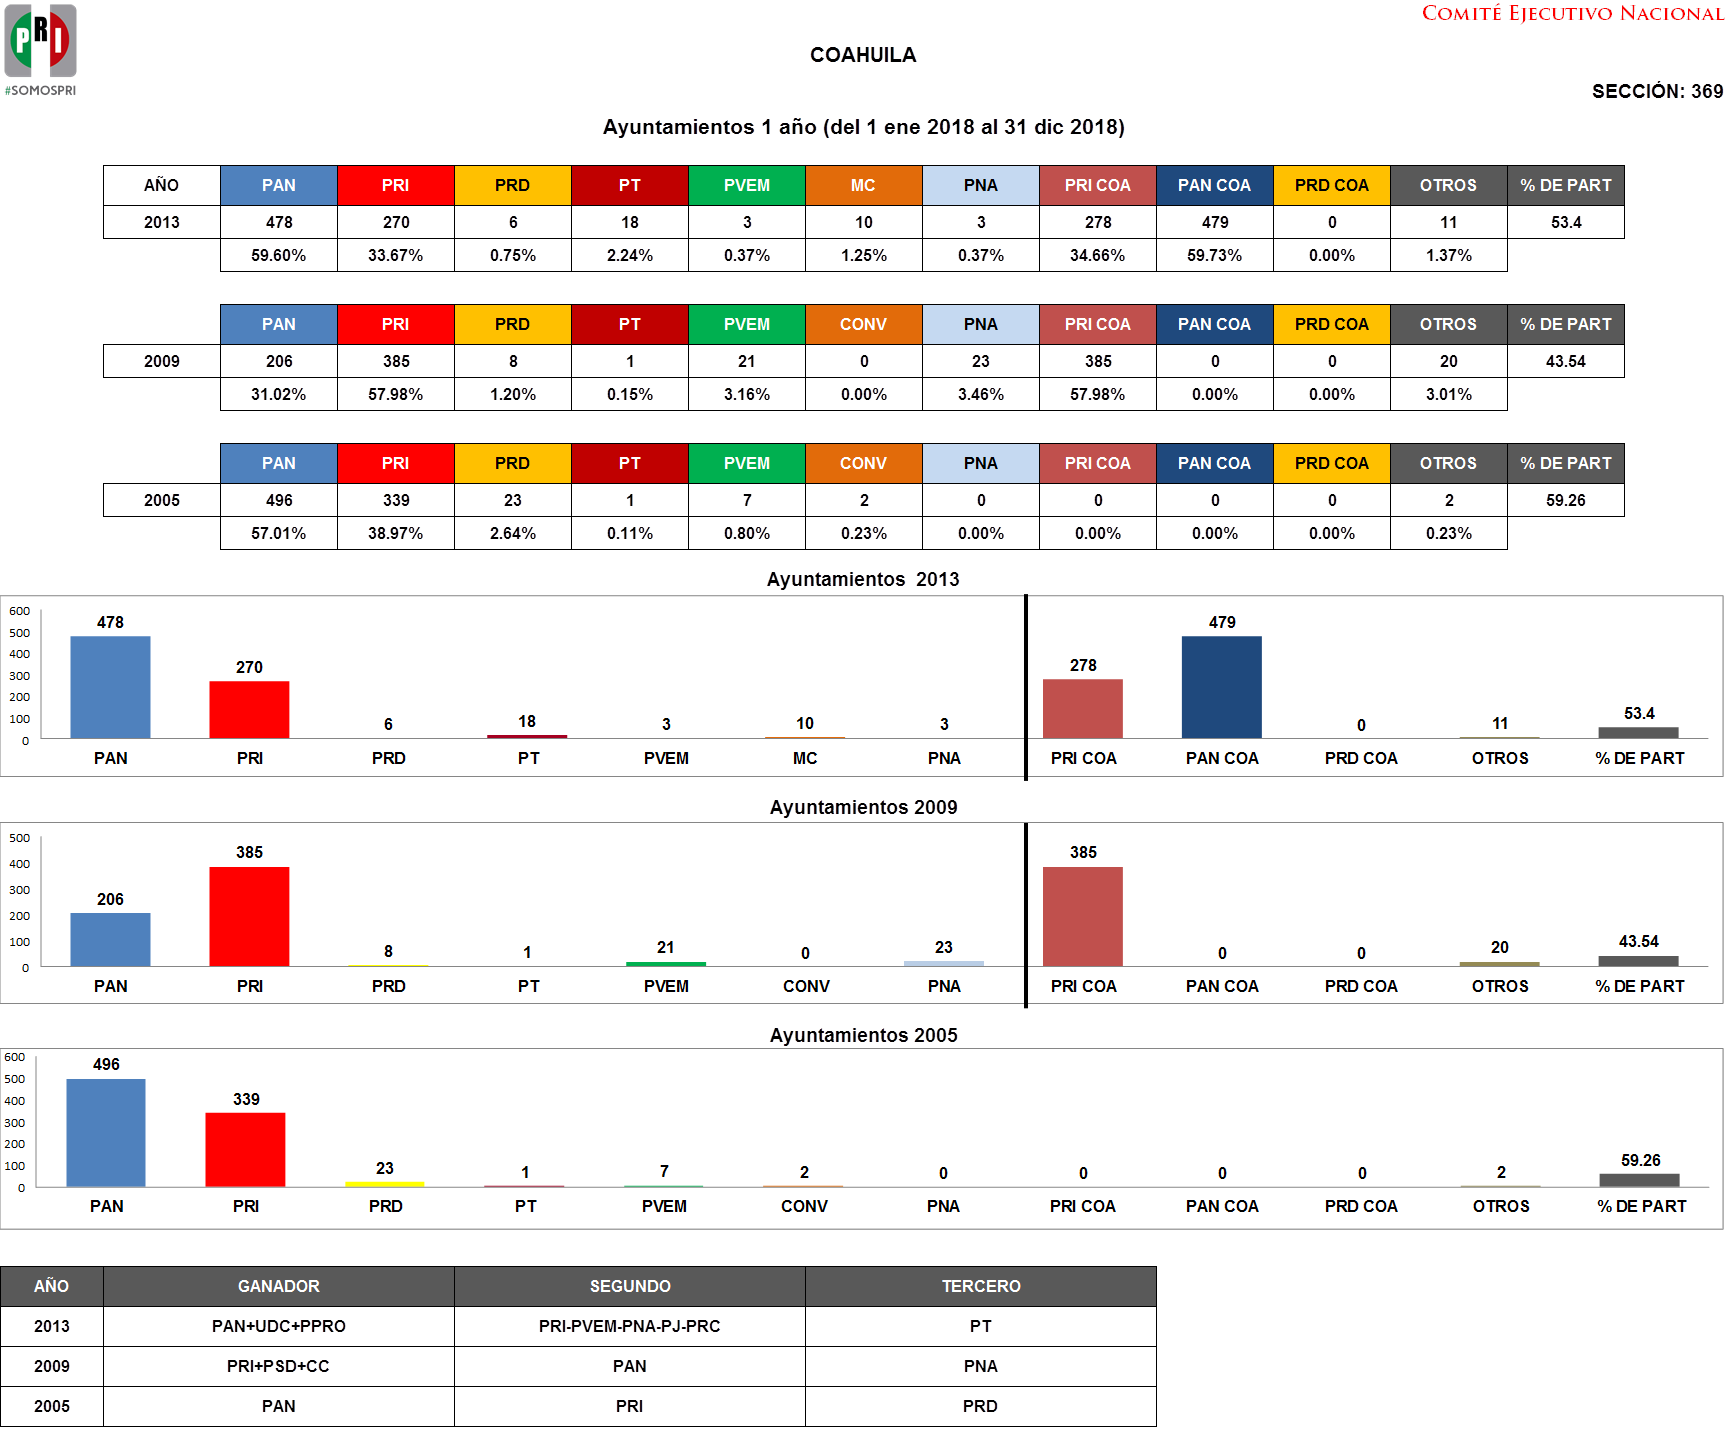 PRI
#SOMOSPRI
COMITÉ EJECUTIVO NACIONAL
COAHUILA
SECCIÓN: 369
Ayuntamientos 1 año (del 1 ene 2018 al 31 dic 2018)
AÑO PAN PRI PRD PT PVEM MC PNA PRI COA PAN COA PRD COA OTROS % DE PART
2013 478 270 6 18 3 10 3 278 479 0 11 53.4
59.60% 33.67% 0.75% 2.24% 0.37% 1.25% 0.37% 34.66% 59.73% 0.00% 1.37%
PAN PRI PRD PT PVEM CONV PNA PRI COA PAN COA PRD COA OTROS % DE PART
2009 206 385 8 1 21 0 23 385 0 0 20 43.54
31.02% 57.98% 1.20% 0.15% 3.16% 0.00% 3.46% 57.98% 0.00% 0.00% 3.01%
PAN PRI PRD PT PVEM CONV PNA PRI COA PAN COA PRD COA OTROS % DE PART
2005 496 339 23 1 7 2 0 0 0 0 2 59.26
57.01% 38.97% 2.64% 0.11% 0.80% 0.23% 0.00% 0.00% 0.00% 0.00% 0.23%
Ayuntamientos 2013
600
500
400
300
200
100
0
478 270 6 18 3 10 3 278 479 0 11 53.4
PAN PRI PRD PT PVEM MC PNA PRI COA PAN COA PRD COA OTROS % DE PART
Ayuntamientos 2009
500
400
300
200
100
0
206 385 8 1 21 0 23 385 0 0 20 43.54
PAN PRI PRD PT PVEM CONV PNA PRI COA PAN COA PRD COA OTROS % DE PART
Ayuntamientos 2005
600
500
400
300
200
100
0
496 339 23 1 7 2 0 0 0 0 2 59.26
PAN PRI PRD PT PVEM CONV PNA PRI COA PAN COA PRD COA OTROS % DE PART
AÑO GANADOR SEGUNDO TERCERO
2013 PAN+UDC+PPRO PRI-PVEM-PNA-PJ-PRC PT
2009 PRI+PSD+CC PAN PNA
2005 PAN PRI PRD